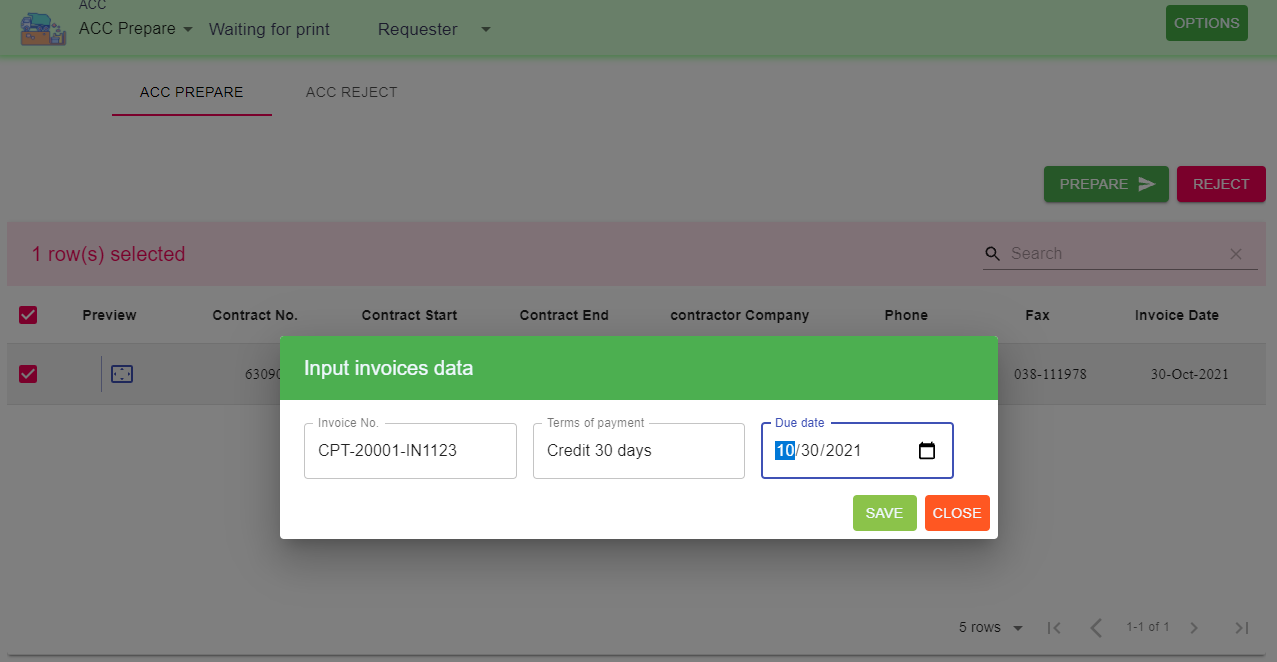 ACC
ACC Prepare Waiting for print Requester OPTIONS
ACC PREPARE ACC REJECT
PREPARE REJECT
1 row(s) selected Search
Preview Contract No. Contract Start Contract End contractor Company Phone Fax Invoice Date
6309 038-111978 30-Oct-2021
Input invoices data
Invoice No. Terms of payment Due date
CPT-20001-IN1123 Credit 30 days 10/30/2021
SAVE CLOSE
5 rows 1-1 of 1